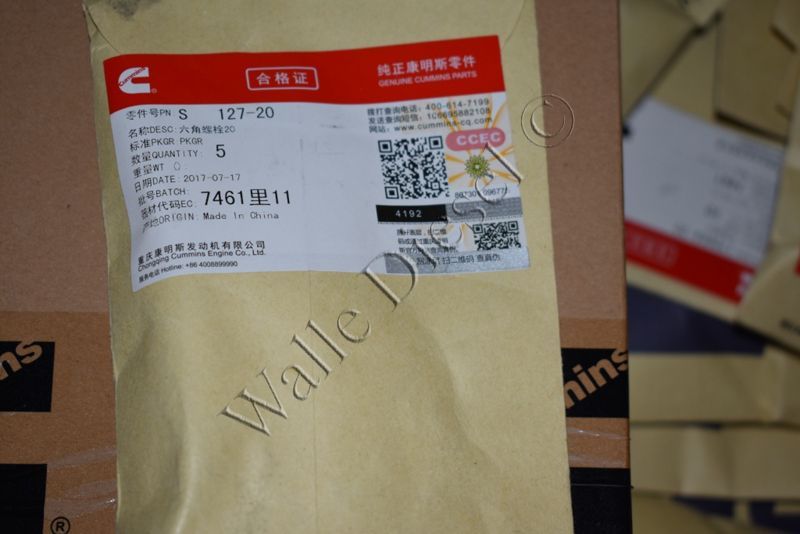 Cummins
合格证
纯正康明斯零件
GENUINE CUMMINS PARTS
零件号PN S 127-20
名称DESC: 六角螺栓20
标准PKGR PKGR
数量QUANTITY: 5
重量WT 0:
日期DATE: 2017-07-17
批号BATCH:
器材代码EC: 7461里11
产地ORIGIN: Made In China
重庆康明斯发动机有限公司
Chongqing Cummins Engine Co., Ltd.
服务电话 Hotline: +86 4008899990
拨打查询电话: 400-614-7199
发送查询短信: 106695882108
网站: www.cummins-cq.com
CCEC
4192
Walle Diesel ©
mins
®